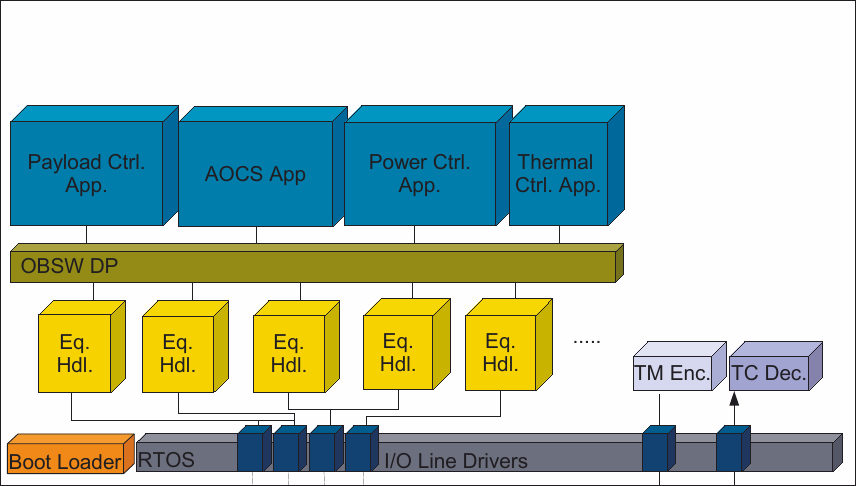 Payload Ctrl.
App.
AOCS App
Power Ctrl.
App.
Thermal
Ctrl. App.
OBSW DP
Eq.
Hdl.
Eq.
Hdl.
Eq.
Hdl.
Eq.
Hdl.
Eq.
Hdl.
.....
TM Enc.
TC Dec.
Boot Loader
RTOS
I/O Line Drivers